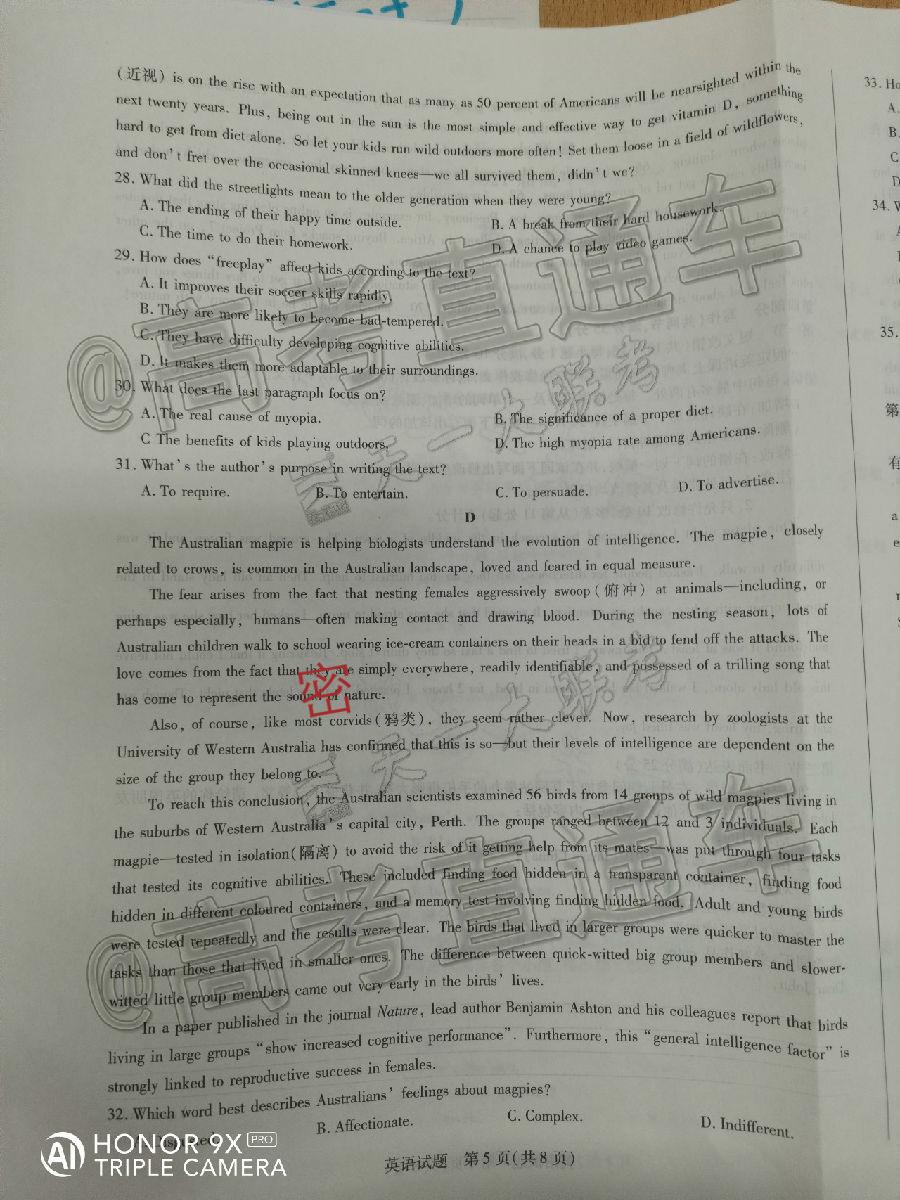 (近视) is on the rise with an expectation that as many as 50 percent of Americans will be nearsighted within the
next twenty years. Plus, being out in the sun is the most simple and effective way to get vitamin D, something
hard to get from diet alone. So let your kids run wild outdoors more often! Set them loose in a field of wildflowers,
and don't fret over the occasional skinned knees—we all survived them, didn't we?
28. What did the streetlights mean to the older generation when they were young?
A. The ending of their happy time outside. B. A break from their hard housework.
C. The time to do their homework. D. A chance to play video games.
29. How does "freeplay" affect kids according to the text?
A. It improves their soccer skills rapidly.
B. They are more likely to become bad-tempered.
C. They have difficulty developing cognitive abilities.
D. It makes them more adaptable to their surroundings.
30. What does the last paragraph focus on?
A. The real cause of myopia. B. The significance of a proper diet.
C The benefits of kids playing outdoors. D. The high myopia rate among Americans.
31. What's the author's purpose in writing the text?
A. To require. B. To entertain. C. To persuade. D. To advertise.
D
The Australian magpie is helping biologists understand the evolution of intelligence. The magpie, closely
related to crows, is common in the Australian landscape, loved and feared in equal measure.
The fear arises from the fact that nesting females aggressively swoop(俯冲) at animals—including, or
perhaps especially, humans—often making contact and drawing blood. During the nesting season, lots of
Australian children walk to school wearing ice-cream containers on their heads in a bid to fend off the attacks. The
love comes from the fact that they are simply everywhere, readily identifiable, and possessed of a trilling song that
has come to represent the sound of nature.
Also, of course, like most corvids(鸦类), they seem rather clever. Now, research by zoologists at the
University of Western Australia has confirmed that this is so—but their levels of intelligence are dependent on the
size of the group they belong to.
To reach this conclusion, the Australian scientists examined 56 birds from 14 groups of wild magpies living in
the suburbs of Western Australia's capital city, Perth. The groups ranged between 12 and 3 individuals. Each
magpie—tested in isolation(隔离) to avoid the risk of it getting help from its mates—was put through four tasks
that tested its cognitive abilities. These included finding food hidden in a transparent container, finding food
hidden in different coloured containers, and a memory test involving finding hidden food. Adult and young birds
were tested repeatedly and the results were clear. The birds that lived in larger groups were quicker to master the
tasks than those that lived in smaller ones. The difference between quick-witted big group members and slower-
witted little group members came out very early in the birds' lives.
In a paper published in the journal Nature, lead author Benjamin Ashton and his colleagues report that birds
living in large groups "show increased cognitive performance". Furthermore, this "general intelligence factor" is
strongly linked to reproductive success in females.
32. Which word best describes Australians' feelings about magpies?
B. Affectionate. C. Complex. D. Indifferent.
英语试题 第5页(共8页)
33. Ho
A.
B.
C
D
34. W
A
35.
第
有
a
e
密
@高考直通车
天一大联考
天一大联考
@高考直通车
AI HONOR 9X PRO
TRIPLE CAMERA